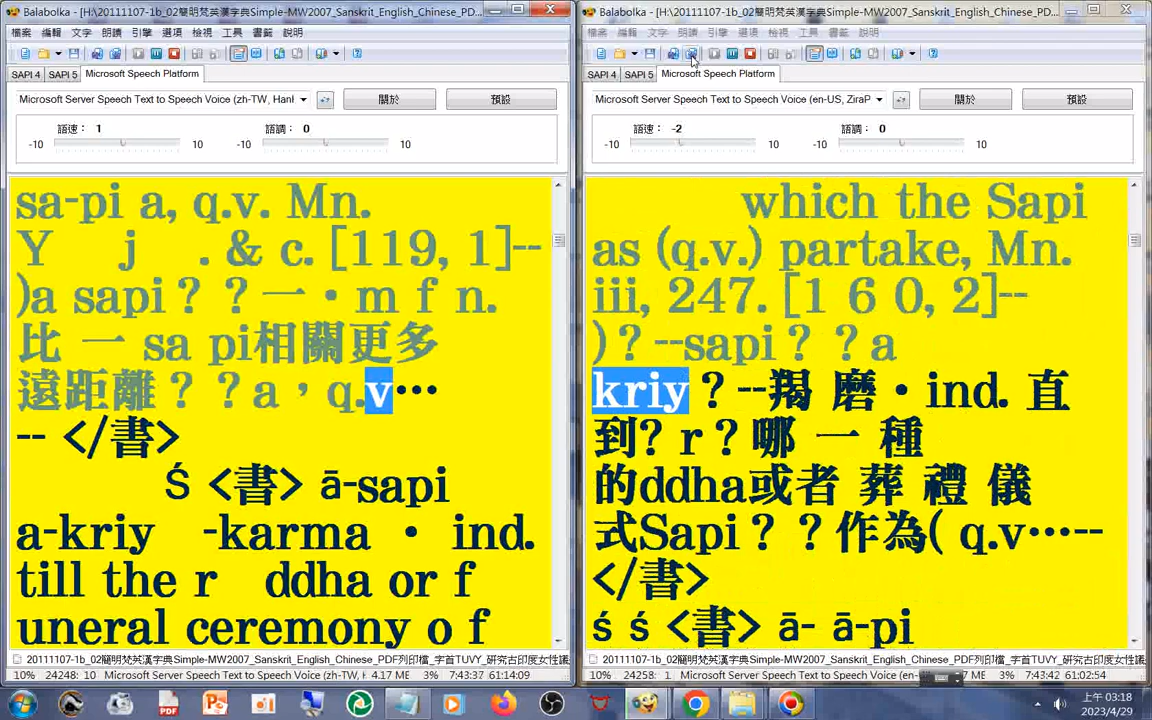 Balabolka - [H:\20111107-1b_02簡明梵英漢字典Simple-MW2007_Sanskrit_English_Chinese_PD...
檔案 編輯 文字 朗讀 引擎 選項 檢視 工具 書籤 說明
SAPI 4 SAPI 5 Microsoft Speech Platform
Microsoft Server Speech Text to Speech Voice (zh-TW, Hanl
關於 預設
語速： 1 語調： 0
-10 10 -10 10
sa-pi a, q.v. Mn.
Y j . & c. [119, 1]--
)a sapi？？一・m f n.
比 一 sa pi相關更多
遠距離？？a，q.v…
-- </書>
Ś <書> ā-sapi
a-kriy -karma ・ ind.
till the r ddha or f
uneral ceremony o f
20111107-1b_02簡明梵英漢字典Simple-MW2007_Sanskrit_English_Chinese_PDF列印檔_字首TUVY_研究古印度女性議
10% 24248: 10 Microsoft Server Speech Text to Speech Voice (zh-TW, H 4.17 ME 3% 7:43:37 61:14:09
Balabolka - [H:\20111107-1b_02簡明梵英漢字典Simple-MW2007_Sanskrit_English_Chinese_PDF...
檔案 編輯 文字 朗讀 引擎 選項 檢視 工具 書籤 說明
SAPI 4 SAPI 5 Microsoft Speech Platform
Microsoft Server Speech Text to Speech Voice (en-US, ZiraP
關於 預設
語速： -2 語調： 0
-10 10 -10 10
which the Sapi
as (q.v.) partake, Mn.
iii, 247. [1 6 0, 2]--
)？--sapi？？a
kriy？--羯 磨・ind. 直
到? r？哪 一 種
的ddha或者 葬 禮 儀
式Sapi？？作為( q.v…--
</書>
ś ś <書> ā- ā-pi
20111107-1b_02簡明梵英漢字典Simple-MW2007_Sanskrit_English_Chinese_PDF列印檔_字首TUVY_研究古印度女性議
10% 24258: 1 Microsoft Server Speech Text to Speech Voice (en- 3% 7:43:42 61:02:54
上午 03:18
2023/4/29